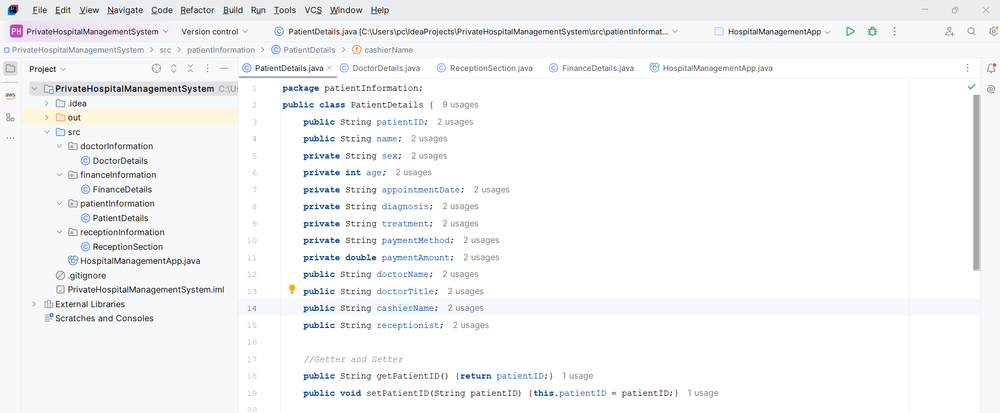 File Edit View Navigate Code Refactor Build Run Tools VCS Window Help
PH PrivateHospitalManagementSystem Version control PatientDetails.java [C:\Users\pc\IdeaProjects\PrivateHospitalManagementSystem\src\patientInformat... HospitalManagementApp
PrivateHospitalManagementSystem > src > patientInformation > PatientDetails > cashierName
Project
PatientDetails.java DoctorDetails.java ReceptionSection.java FinanceDetails.java HospitalManagementApp.java
aws
PrivateHospitalManagementSystem C:\Us
.idea
out
src
doctorInformation
DoctorDetails
financeInformation
FinanceDetails
patientInformation
PatientDetails
receptionInformation
ReceptionSection
HospitalManagementApp.java
.gitignore
PrivateHospitalManagementSystem.iml
External Libraries
Scratches and Consoles
1 package patientInformation;
2 public class PatientDetails { 9 usages
3 public String patientID; 2 usages
4 public String name; 2 usages
5 private String sex; 2 usages
6 private int age; 2 usages
7 private String appointmentDate; 2 usages
8 private String diagnosis; 2 usages
9 private String treatment; 2 usages
10 private String paymentMethod; 2 usages
11 private double paymentAmount; 2 usages
12 public String doctorName; 2 usages
13 public String doctorTitle; 2 usages
14 public String cashierName; 2 usages
15 public String receptionist; 2 usages
16
17 //Getter and Setter
18 public String getPatientID() {return patientID;} 1 usage
19 public void setPatientID(String patientID) {this.patientID = patientID;} 1 usage
20